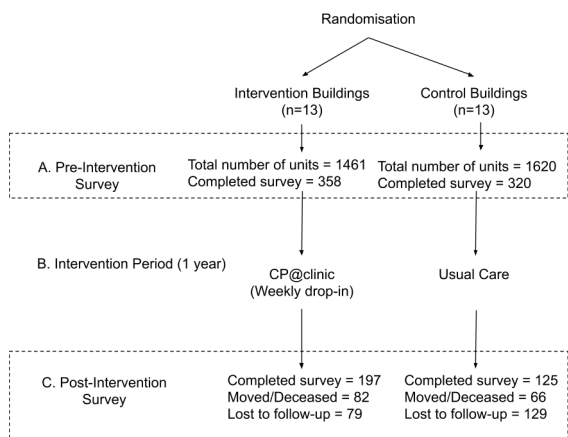 Randomisation
Intervention Buildings
(n=13)
Control Buildings
(n=13)
A. Pre-Intervention
Survey
Total number of units = 1461
Completed survey = 358
Total number of units = 1620
Completed survey = 320
B. Intervention Period (1 year)
CP@clinic
(Weekly drop-in)
Usual Care
C. Post-Intervention
Survey
Completed survey = 197
Moved/Deceased = 82
Lost to follow-up = 79
Completed survey = 125
Moved/Deceased = 66
Lost to follow-up = 129